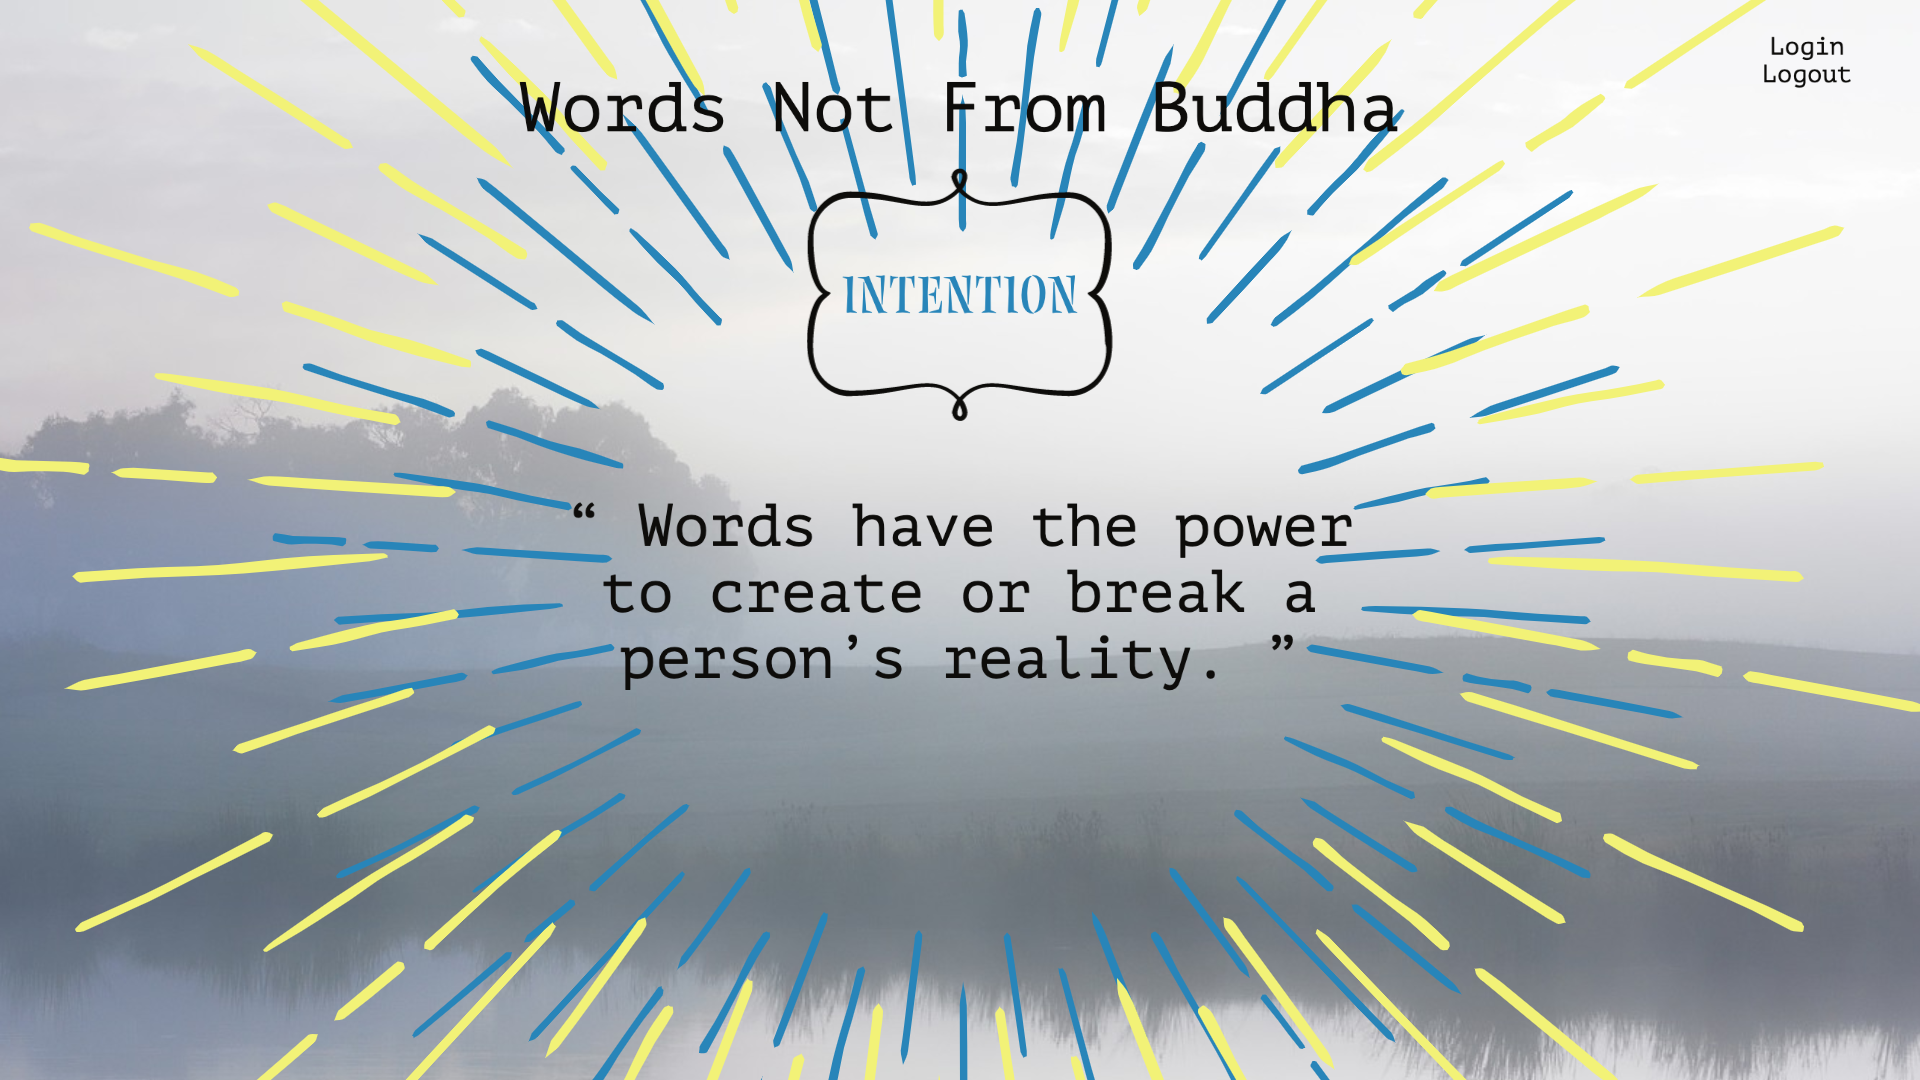 Login
Logout
Words Not From Buddha
INTENTION
“ Words have the power
to create or break a
person’s reality. ”